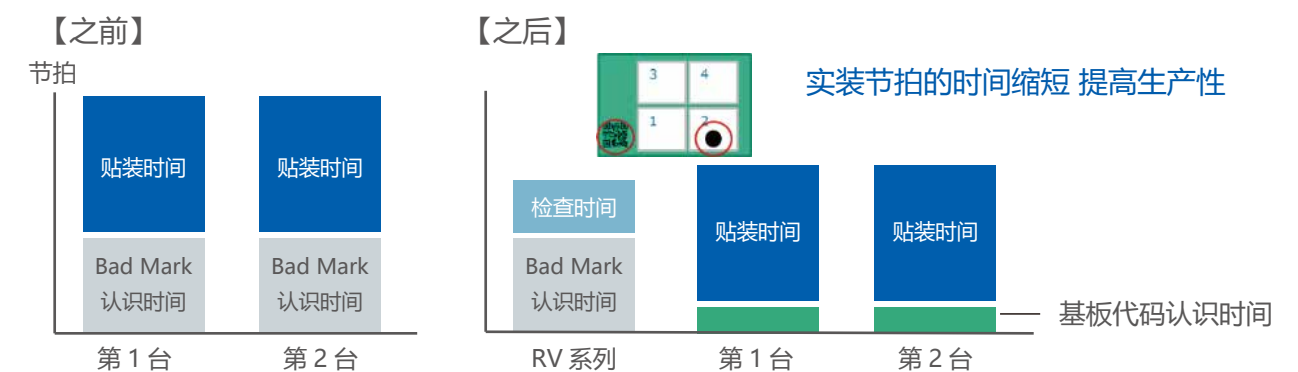 【之前】
节拍
贴装时间
贴装时间
Bad Mark
认识时间
Bad Mark
认识时间
第 1 台
第 2 台
【之后】
3
4
1
2
实装节拍的时间缩短 提高生产性
检查时间
Bad Mark
认识时间
贴装时间
贴装时间
基板代码认识时间
RV 系列
第 1 台
第 2 台